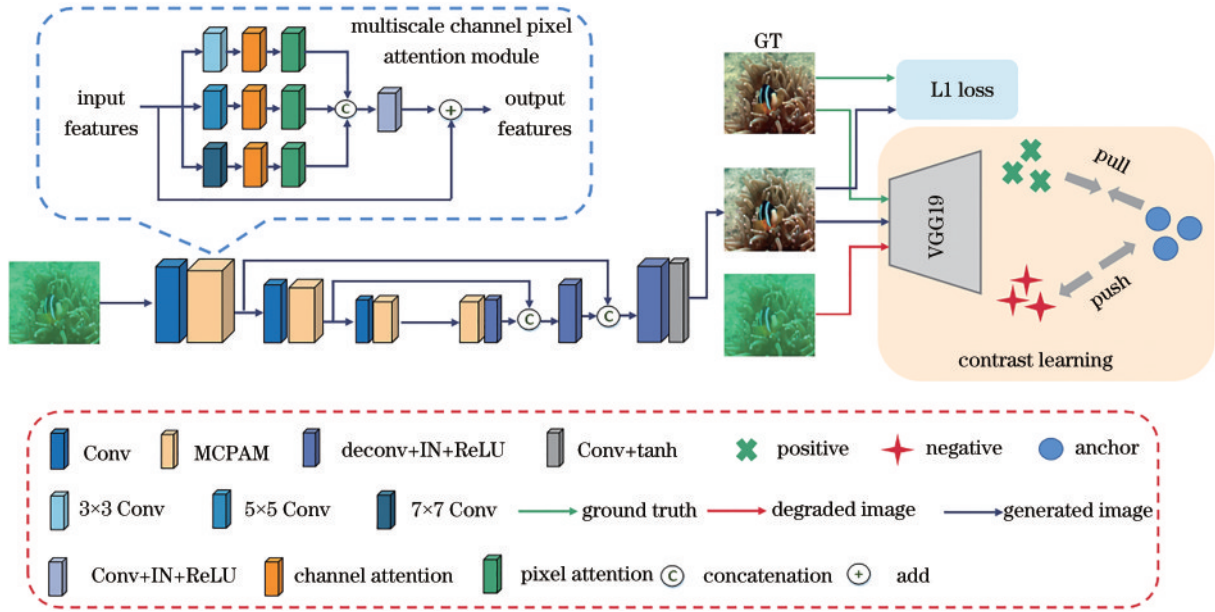 multiscale channel pixel
attention module
input
features
C
+
output
features
GT
L1 loss
VGG19
pull
push
contrast learning
C
C
Conv
MCPAM
deconv+IN+ReLU
Conv+tanh
positive
negative
anchor
3×3 Conv
5×5 Conv
7×7 Conv
ground truth
degraded image
generated image
Conv+IN+ReLU
channel attention
pixel attention
C
concatenation
+
add